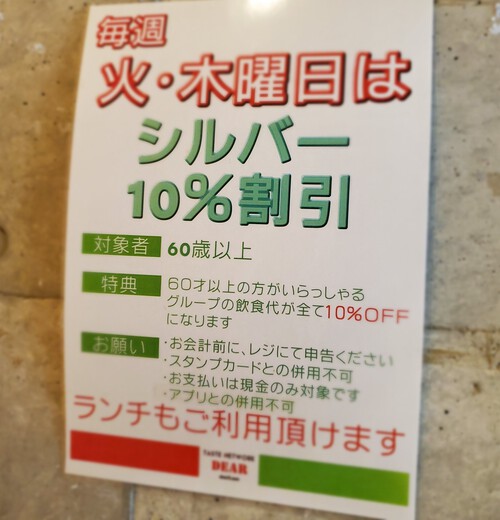 毎週
火・木曜日は
シルバー
10%割引
対象者 60歳以上
特典 60才以上の方がいらっしゃる
グループの飲食代が全て10%OFF
になります
お願い ・お会計前に、レジにて申告ください
・スタンプカードとの併用不可
・お支払いは現金のみ対象です
・アプリとの併用不可
ランチもご利用頂けます
TASTE NETWORK
DEAR